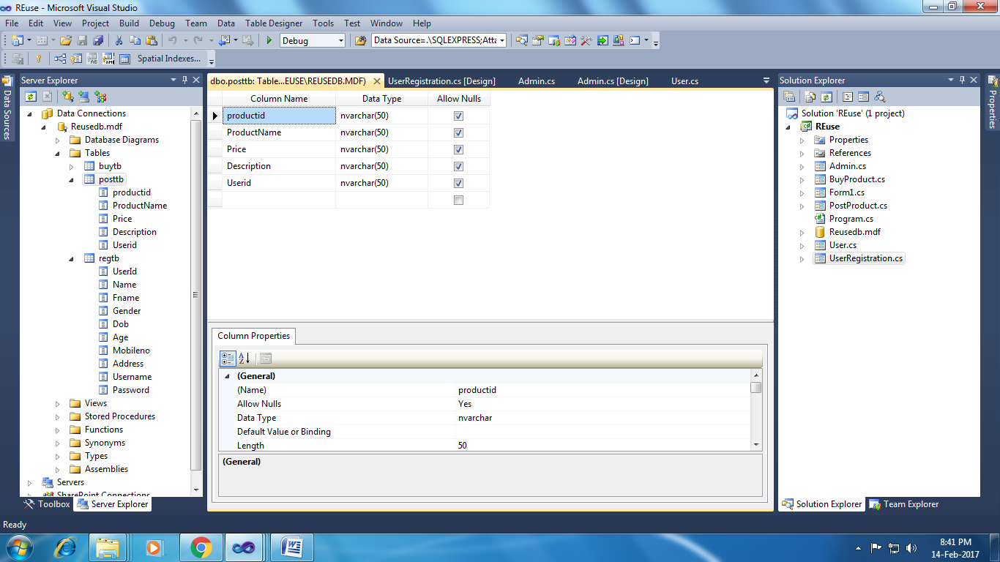 REuse - Microsoft Visual Studio
File Edit View Project Build Debug Team Data Table Designer Tools Test Window Help
Debug Data Source=.\SQLEXPRESS;Atta
Spatial Indexes...
Data Sources
Server Explorer
Data Connections
Reusedb.mdf
Database Diagrams
Tables
buytb
posttb
productid
ProductName
Price
Description
Userid
regtb
UserId
Name
Fname
Gender
Dob
Age
Mobileno
Address
Username
Password
Views
Stored Procedures
Functions
Synonyms
Types
Assemblies
Servers
SharePoint Connections
Toolbox Server Explorer
dbo.posttb: Table...EUSE\REUSEDB.MDF) UserRegistration.cs [Design] Admin.cs Admin.cs [Design] User.cs
Column Name Data Type Allow Nulls
productid nvarchar(50)
ProductName nvarchar(50)
Price nvarchar(50)
Description nvarchar(50)
Userid nvarchar(50)
Column Properties
(General)
(Name) productid
Allow Nulls Yes
Data Type nvarchar
Default Value or Binding
Length 50
(General)
Solution Explorer
Solution 'REuse' (1 project)
REuse
Properties
References
Admin.cs
BuyProduct.cs
Form1.cs
PostProduct.cs
Program.cs
Reusedb.mdf
User.cs
UserRegistration.cs
Solution Explorer Team Explorer
Properties
Ready
8:41 PM
14-Feb-2017